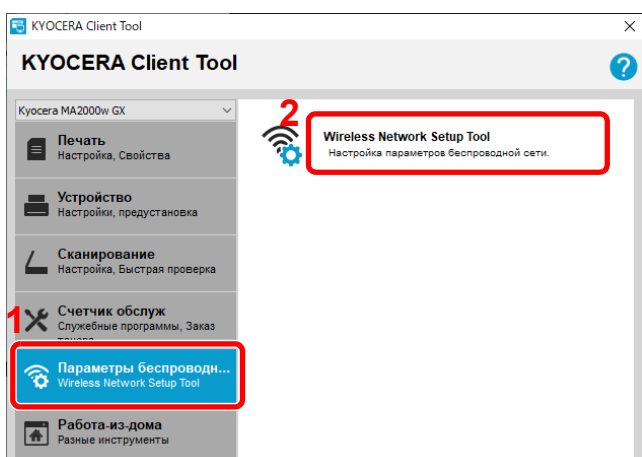 KYOCERA Client Tool
KYOCERA Client Tool
?
Kyocera MA2000w GX
Печать
Настройка, Свойства
Устройство
Настройки, предустановка
Сканирование
Настройка, Быстрая проверка
1
Счетчик обслуж
Служебные программы, Заказ
тонера
Параметры беспроводн...
Wireless Network Setup Tool
Работа-из-дома
Разные инструменты
2
Wireless Network Setup Tool
Настройка параметров беспроводной сети.